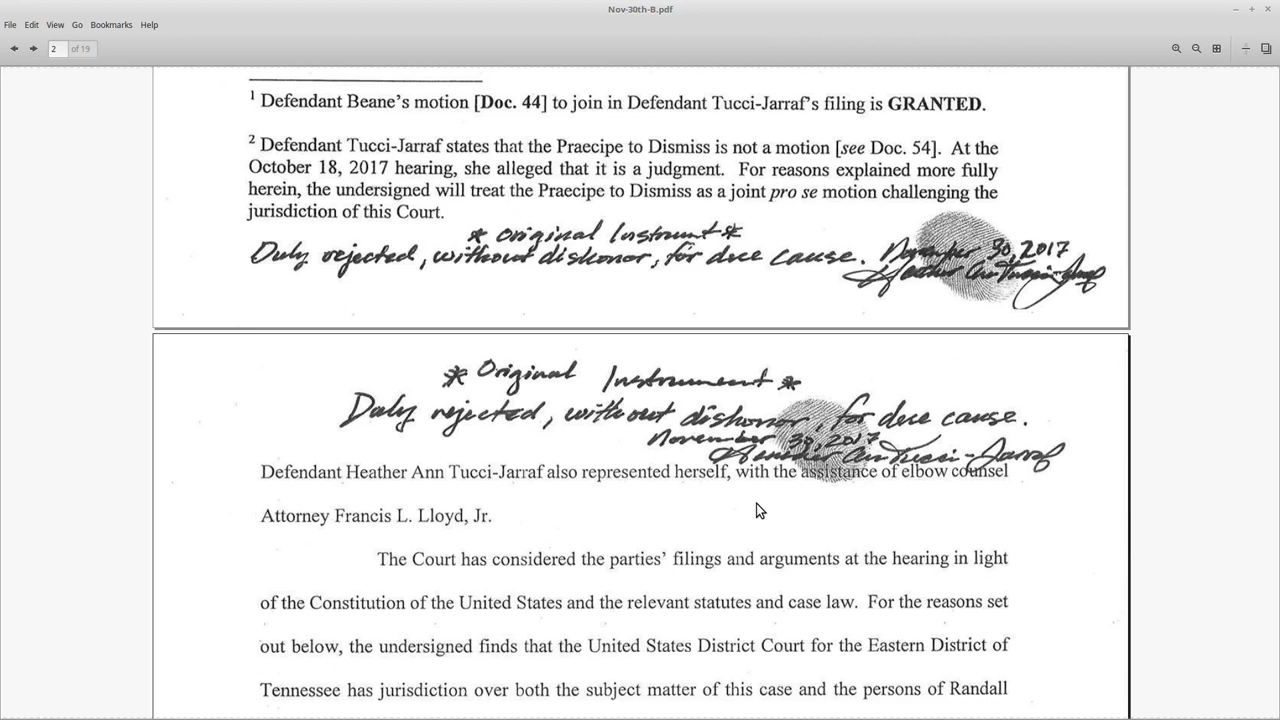 Nov-30th-B.pdf
File Edit View Go Bookmarks Help
2 of 19
1 Defendant Beane's motion [Doc. 44] to join in Defendant Tucci-Jarraf's filing is GRANTED.
2 Defendant Tucci-Jarraf states that the Praecipe to Dismiss is not a motion [see Doc. 54]. At the
October 18, 2017 hearing, she alleged that it is a judgment. For reasons explained more fully
herein, the undersigned will treat the Praecipe to Dismiss as a joint pro se motion challenging the
jurisdiction of this Court.
* Original Instrument *
Duly rejected, without dishonor, for due cause. November 30, 2017
Heather Ann Tucci-Jarraf
* Original Instrument *
Duly rejected, without dishonor, for due cause.
November 30, 2017
Heather Ann Tucci-Jarraf
Defendant Heather Ann Tucci-Jarraf also represented herself, with the assistance of elbow counsel
Attorney Francis L. Lloyd, Jr.
The Court has considered the parties' filings and arguments at the hearing in light
of the Constitution of the United States and the relevant statutes and case law. For the reasons set
out below, the undersigned finds that the United States District Court for the Eastern District of
Tennessee has jurisdiction over both the subject matter of this case and the persons of Randall